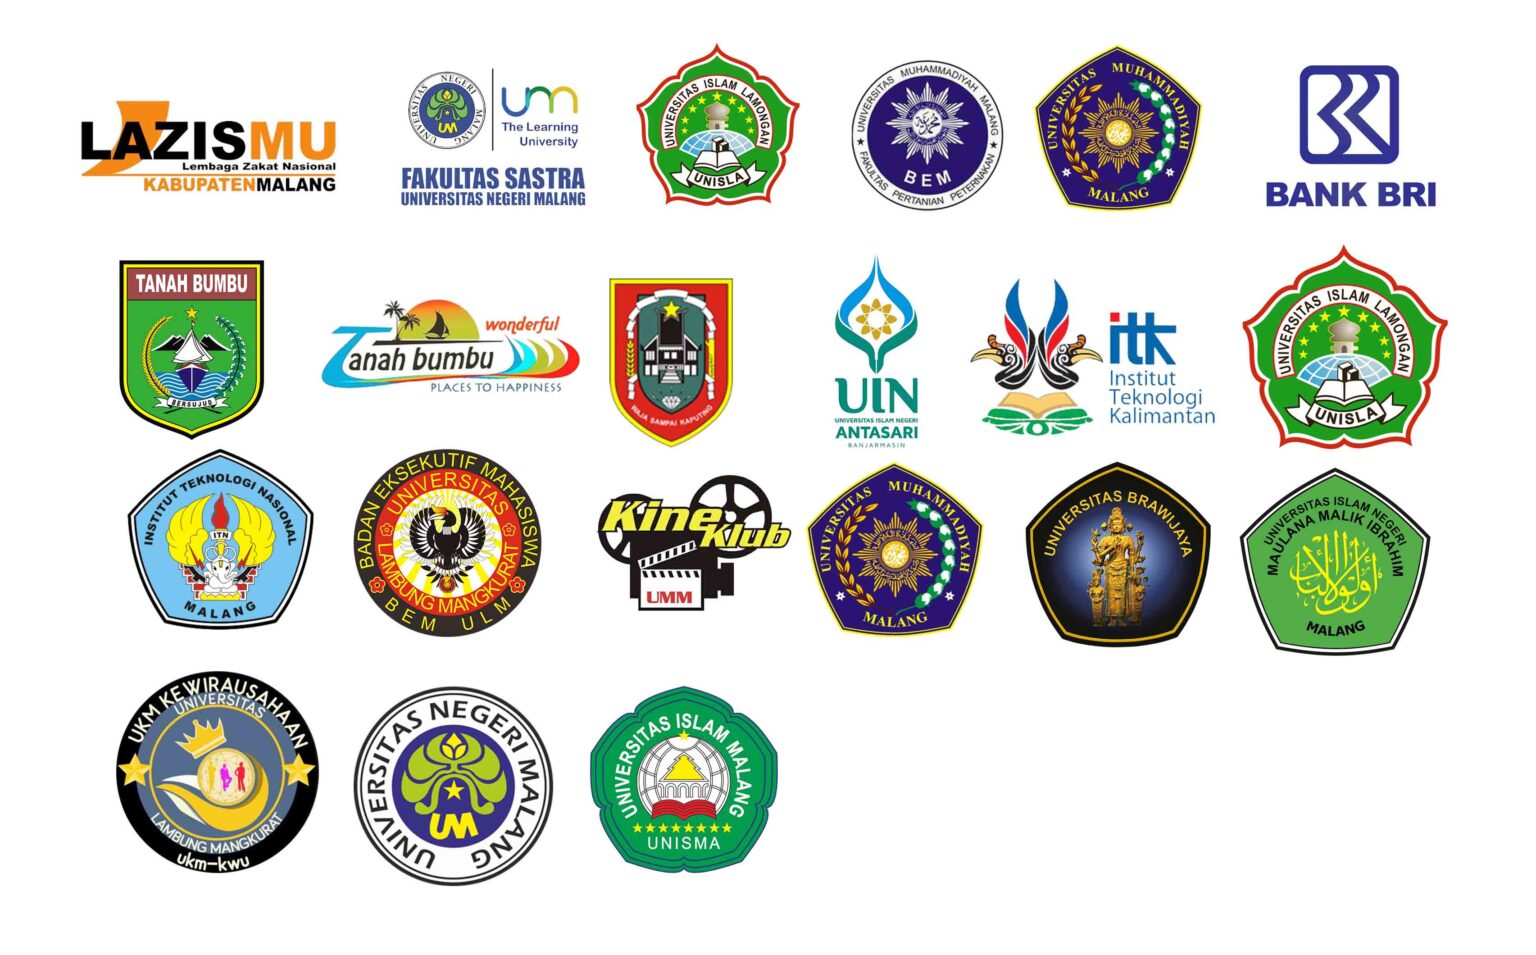 LAZISMU
Lembaga Zakat Nasional
KABUPATENMALANG
UNIVERSITAS NEGERI MALANG
UM
um
The Learning
University
FAKULTAS SASTRA
UNIVERSITAS NEGERI MALANG
UNIVERSITAS ISLAM LAMONGAN
UNISLA
UNIVERSITAS MUHAMMADIYAH MALANG
BEM
FAKULTAS PERTANIAN PETERNAKAN
UNIVERSITAS MUHAMMADIYAH
MALANG
BANK BRI
TANAH BUMBU
BERSUJUD
wonderful
Tanah bumbu
PLACES TO HAPPINESS
WAJA SAMPAI KAPUTING
UIN
UNIVERSITAS ISLAM NEGERI
ANTASARI
BANJARMASIN
itk
Institut
Teknologi
Kalimantan
UNIVERSITAS ISLAM LAMONGAN
UNISLA
INSTITUT TEKNOLOGI NASIONAL
ITN
MALANG
BADAN EKSEKUTIF MAHASISWA
UNIVERSITAS
LAMBUNG MANGKURAT
BEM ULM
Kine Klub
UMM
UNIVERSITAS MUHAMMADIYAH
MALANG
UNIVERSITAS BRAWIJAYA
UNIVERSITAS ISLAM NEGERI
MAULANA MALIK IBRAHIM
أولو الألباب
MALANG
UKM KEWIRAUSAHAAN
UNIVERSITAS
LAMBUNG MANGKURAT
ukm-kwu
UNIVERSITAS NEGERI MALANG
UM
UNIVERSITAS ISLAM MALANG
UNISMA